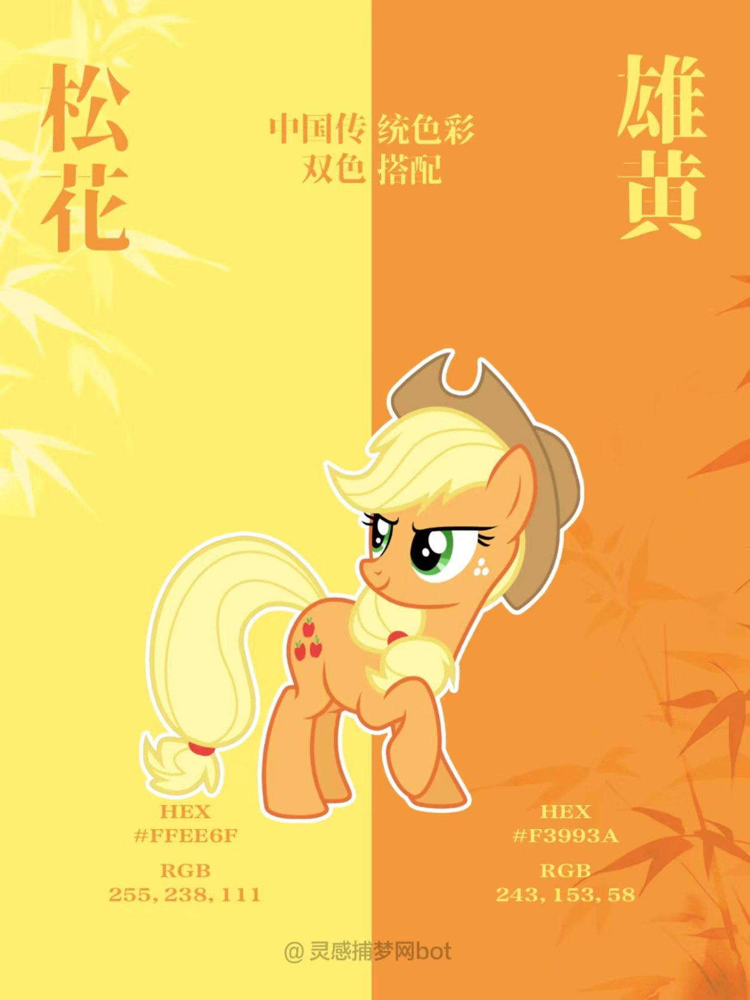 松花
雄黄
中国传统色彩
双色搭配
HEX
#FFEE6F
RGB
255, 238, 111
HEX
#F3993A
RGB
243, 153, 58
@灵感捕梦网bot